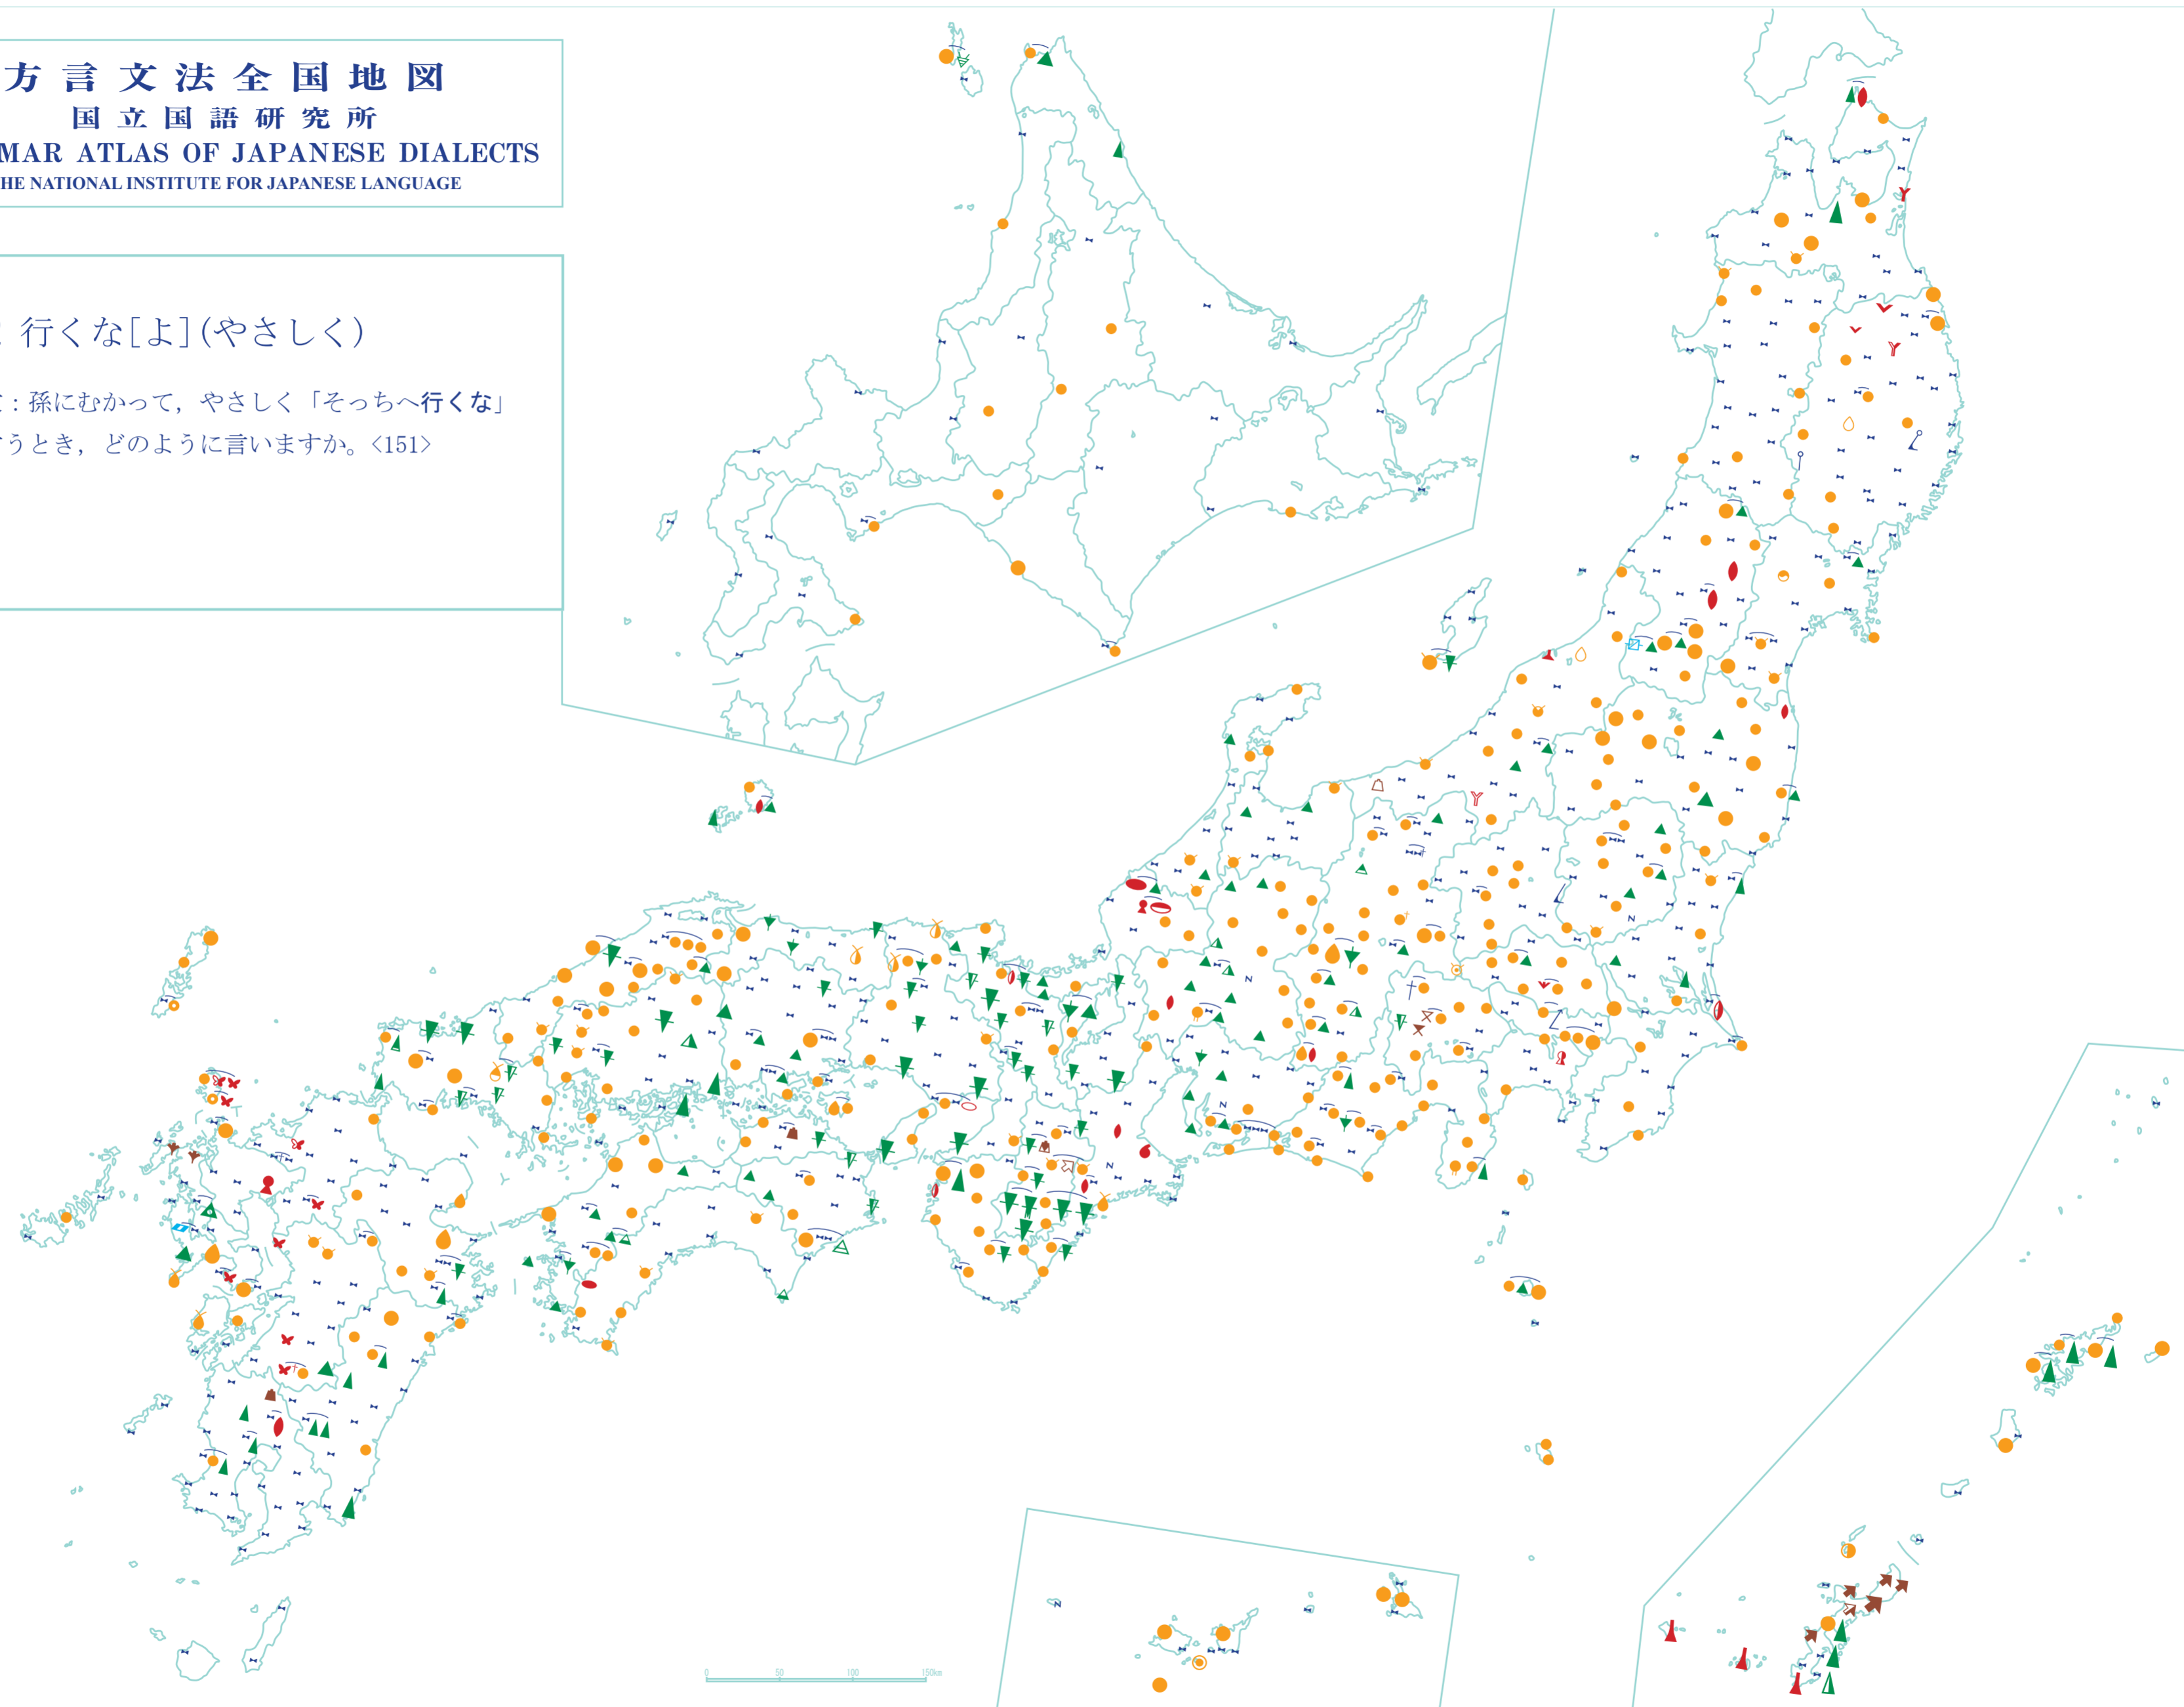 方言文法全国地図
国立国語研究所
MAR ATLAS OF JAPANESE DIALECTS
HE NATIONAL INSTITUTE FOR JAPANESE LANGUAGE
行くな[よ](やさしく)
:孫にむかって,やさしく「そっちへ行くな」
うとき,どのように言いますか。<151>
0 50 100 150km